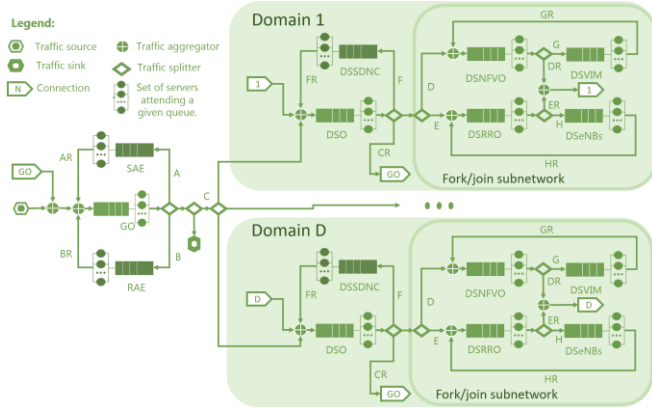 Legend:
Traffic source
Traffic sink
N Connection
Traffic aggregator
Traffic splitter
Set of servers
attending a
given queue.
GO
AR
SAE
A
GO
C
BR
RAE
B
Domain 1
FR
DSSDNC
F
1
DSO
CR
GO
D
E
GR
DSNFVO
G
DR
DSVIM
1
DSRRO
ER
H
DSeNBs
HR
Fork/join subnetwork
Domain D
FR
DSSDNC
F
D
DSO
CR
GO
D
E
GR
DSNFVO
G
DR
DSVIM
D
DSRRO
ER
H
DSeNBs
HR
Fork/join subnetwork